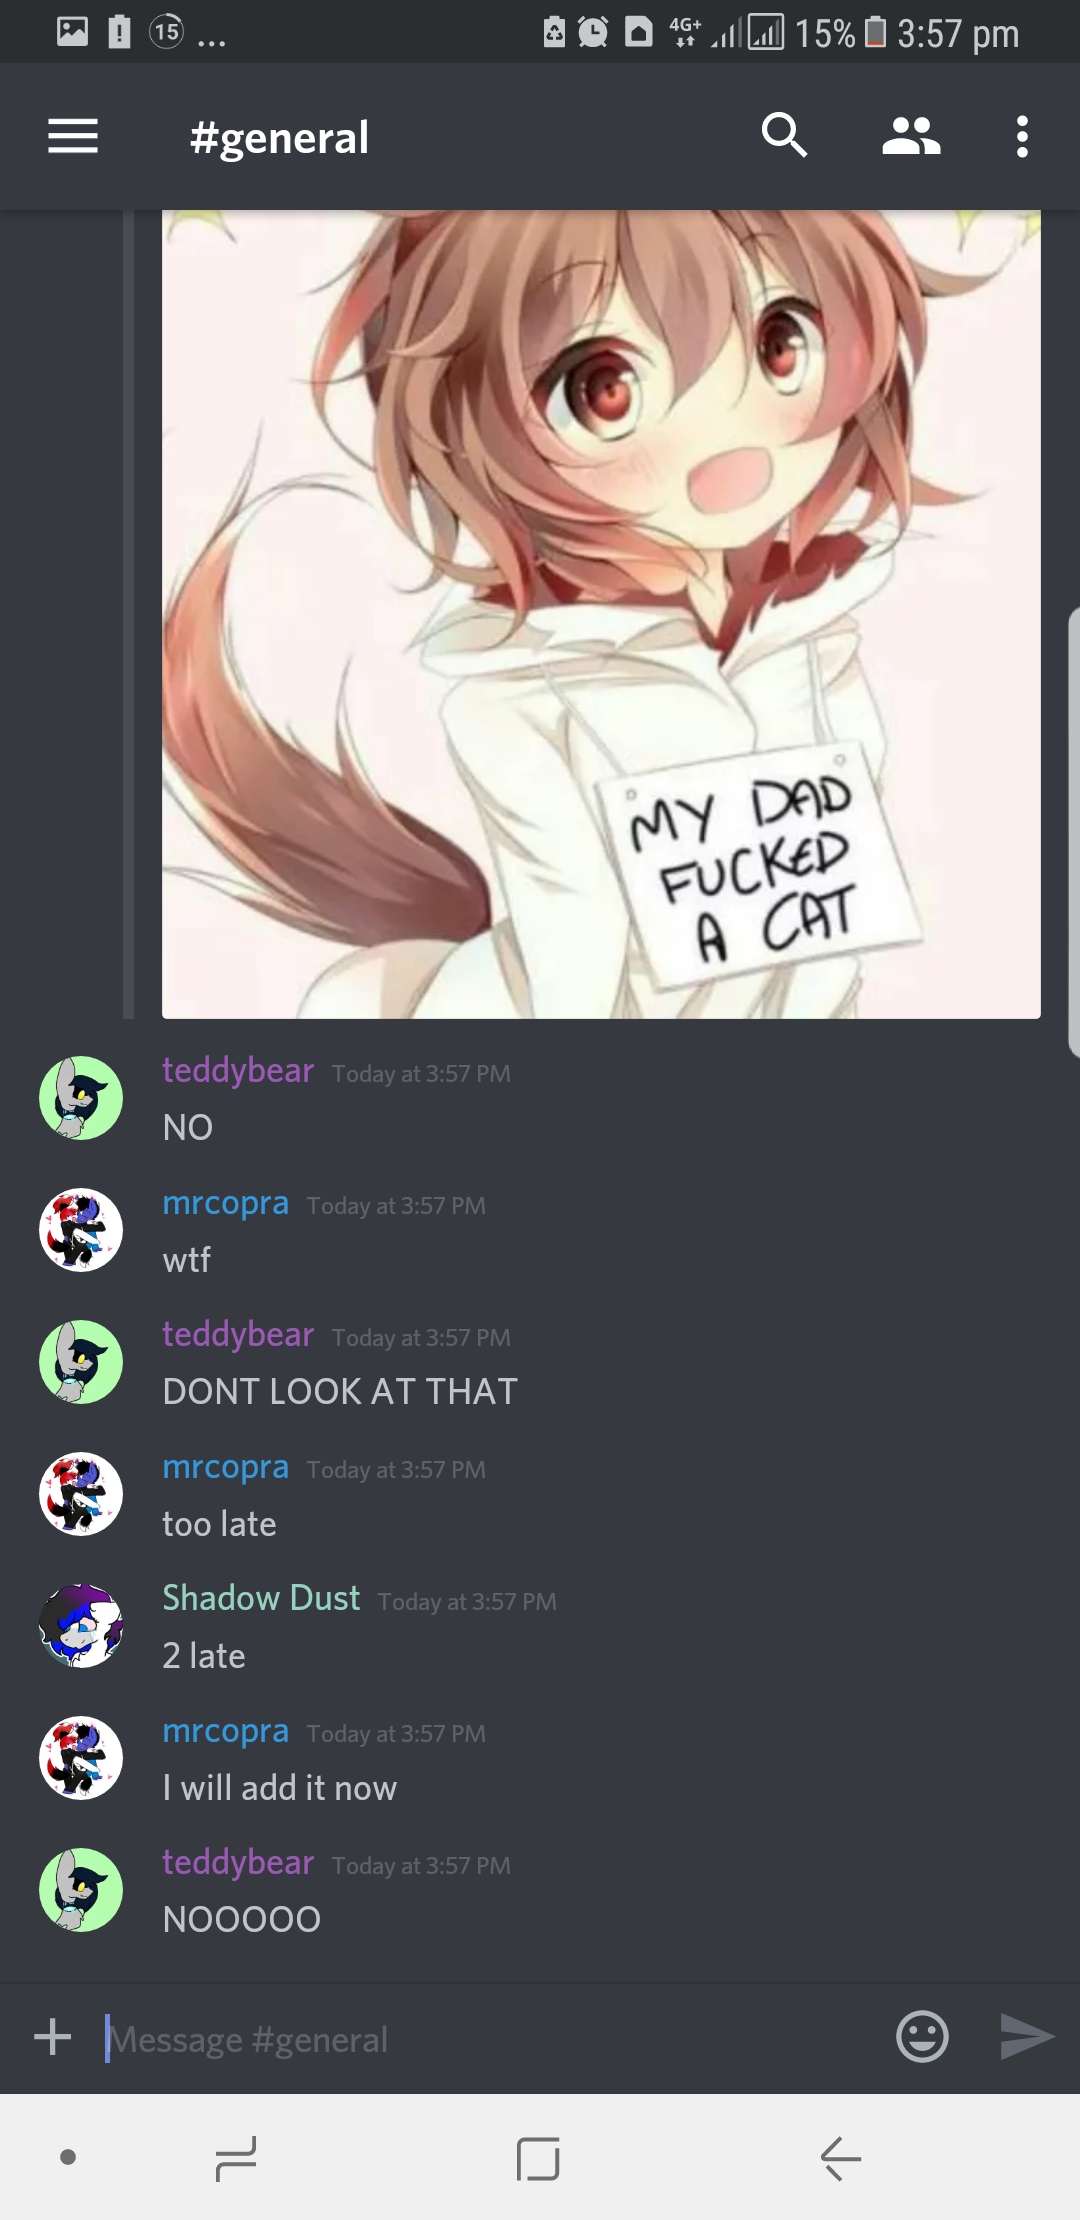 15 ... 4G+ 15% 3:57 pm
#general
MY DAD
FUCKED
A CAT
teddybear Today at 3:57 PM
NO
mrcopra Today at 3:57 PM
wtf
teddybear Today at 3:57 PM
DONT LOOK AT THAT
mrcopra Today at 3:57 PM
too late
Shadow Dust Today at 3:57 PM
2 late
mrcopra Today at 3:57 PM
I will add it now
teddybear Today at 3:57 PM
NOOOOO
Message #general